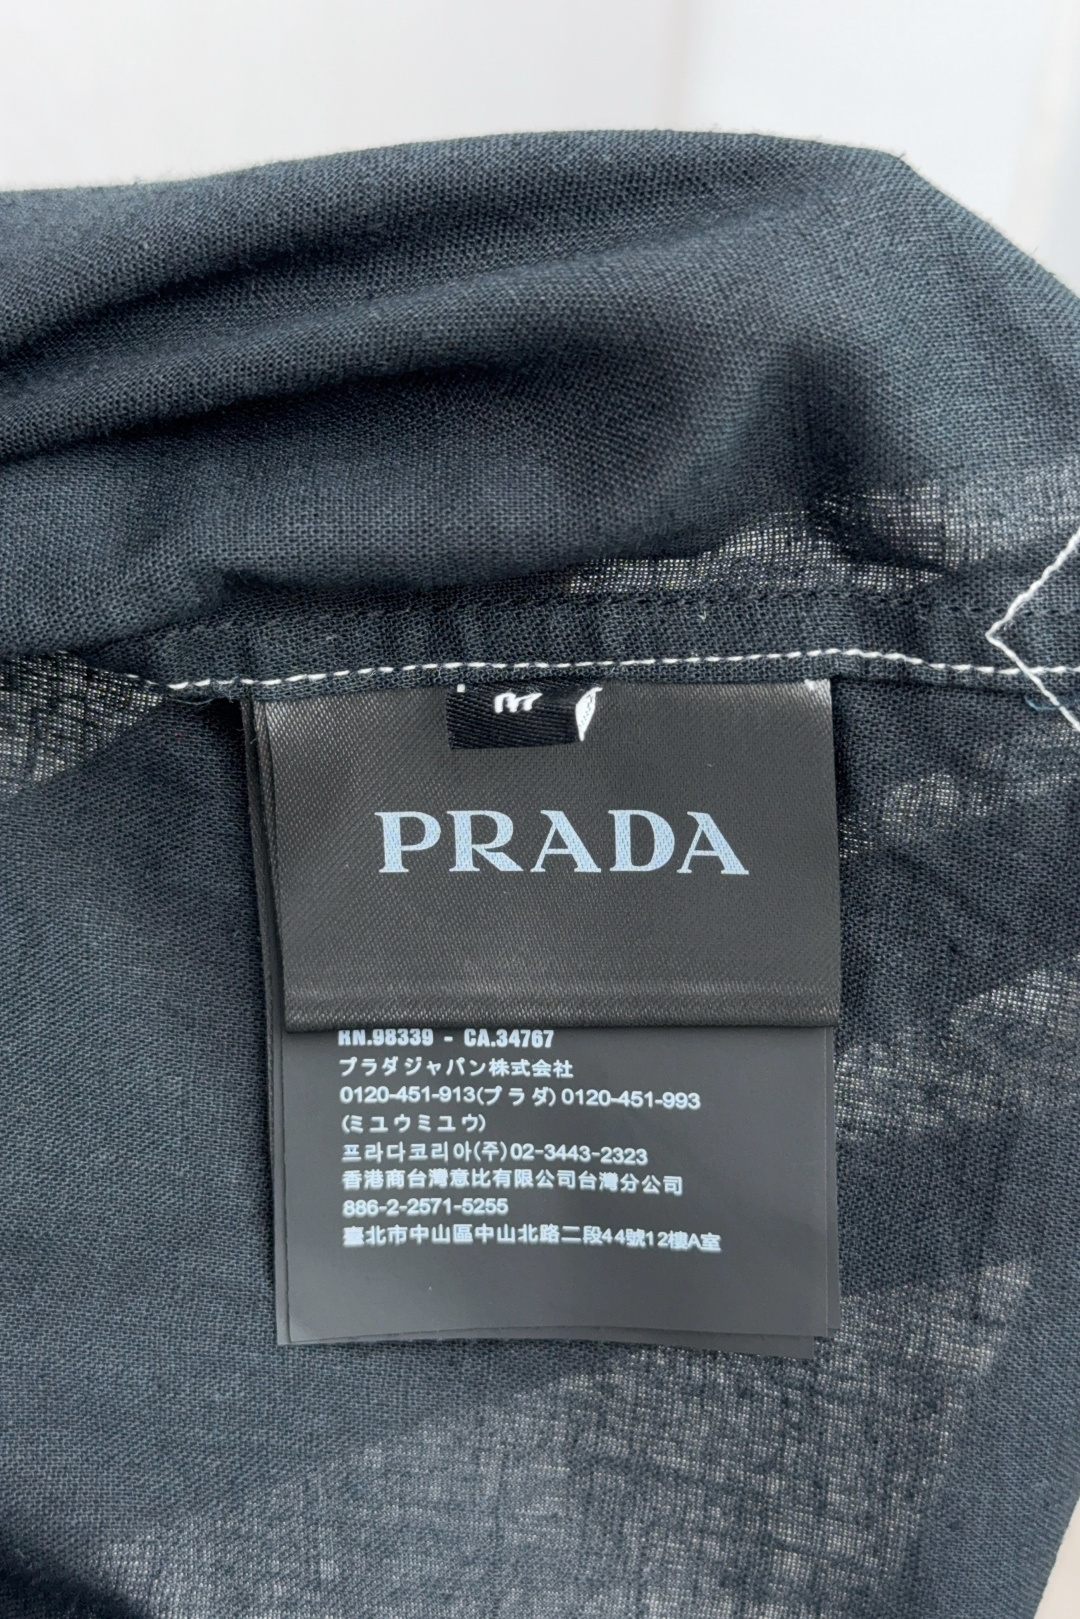 PRADA
RN.98339 - CA.34767
プラダジャパン株式会社
0120-451-913(プラダ) 0120-451-993
(ミュウミュウ)
프라다코리아(주)02-3443-2323
香港商台灣意比有限公司台灣分公司
886-2-2571-5255
臺北市中山區中山北路二段44號12樓A室